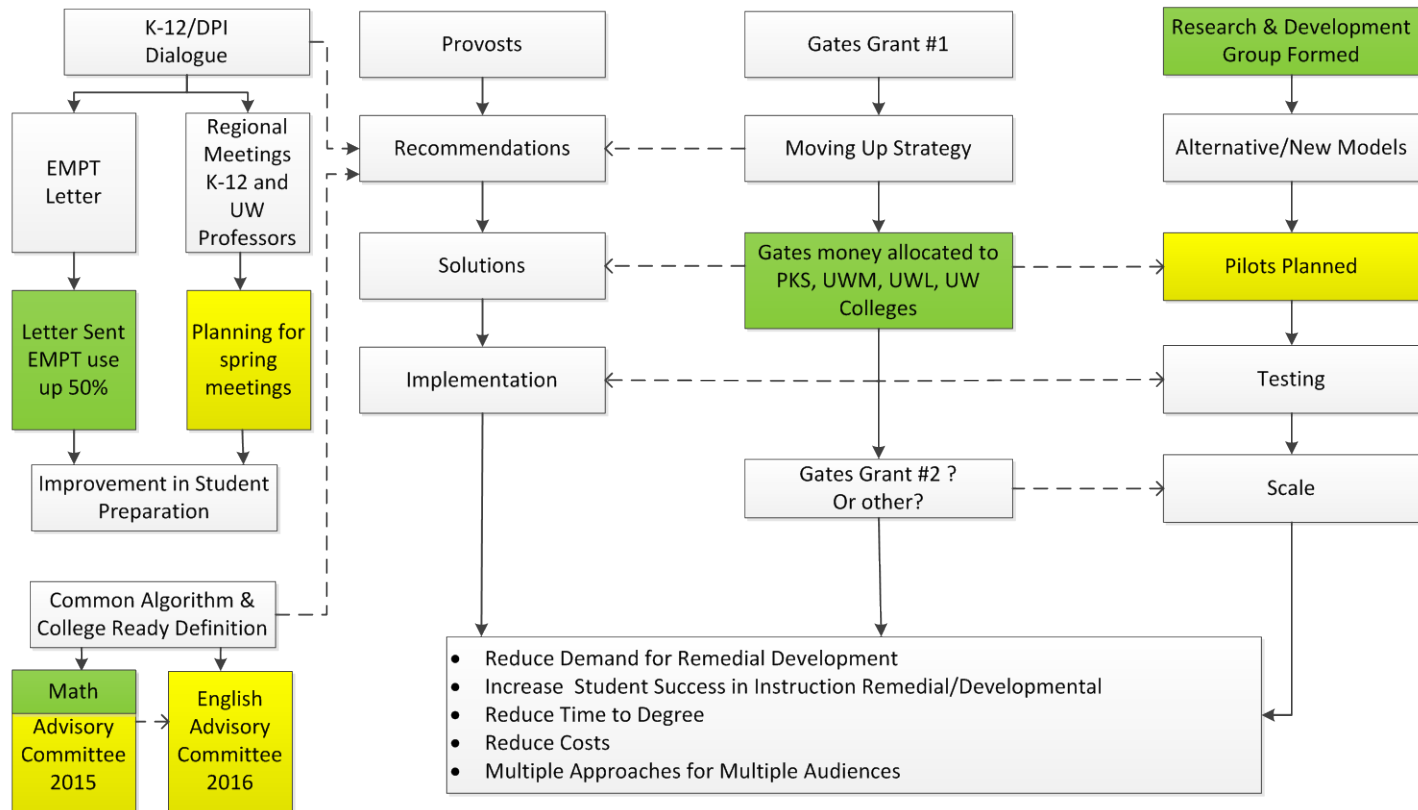 K-12/DPI
Dialogue
EMPT
Letter
Regional
Meetings
K-12 and
UW
Professors
Letter Sent
EMPT use
up 50%
Planning for
spring
meetings
Improvement in Student
Preparation
Common Algorithm &
College Ready Definition
Math
Advisory
Committee
2015
English
Advisory
Committee
2016
Provosts
Recommendations
Solutions
Implementation
Gates Grant #1
Moving Up Strategy
Gates money allocated to
PKS, UWM, UWL, UW
Colleges
Gates Grant #2 ?
Or other?
Research & Development
Group Formed
Alternative/New Models
Pilots Planned
Testing
Scale
• Reduce Demand for Remedial Development
• Increase  Student Success in Instruction Remedial/Developmental
• Reduce Time to Degree
• Reduce Costs
• Multiple Approaches for Multiple Audiences